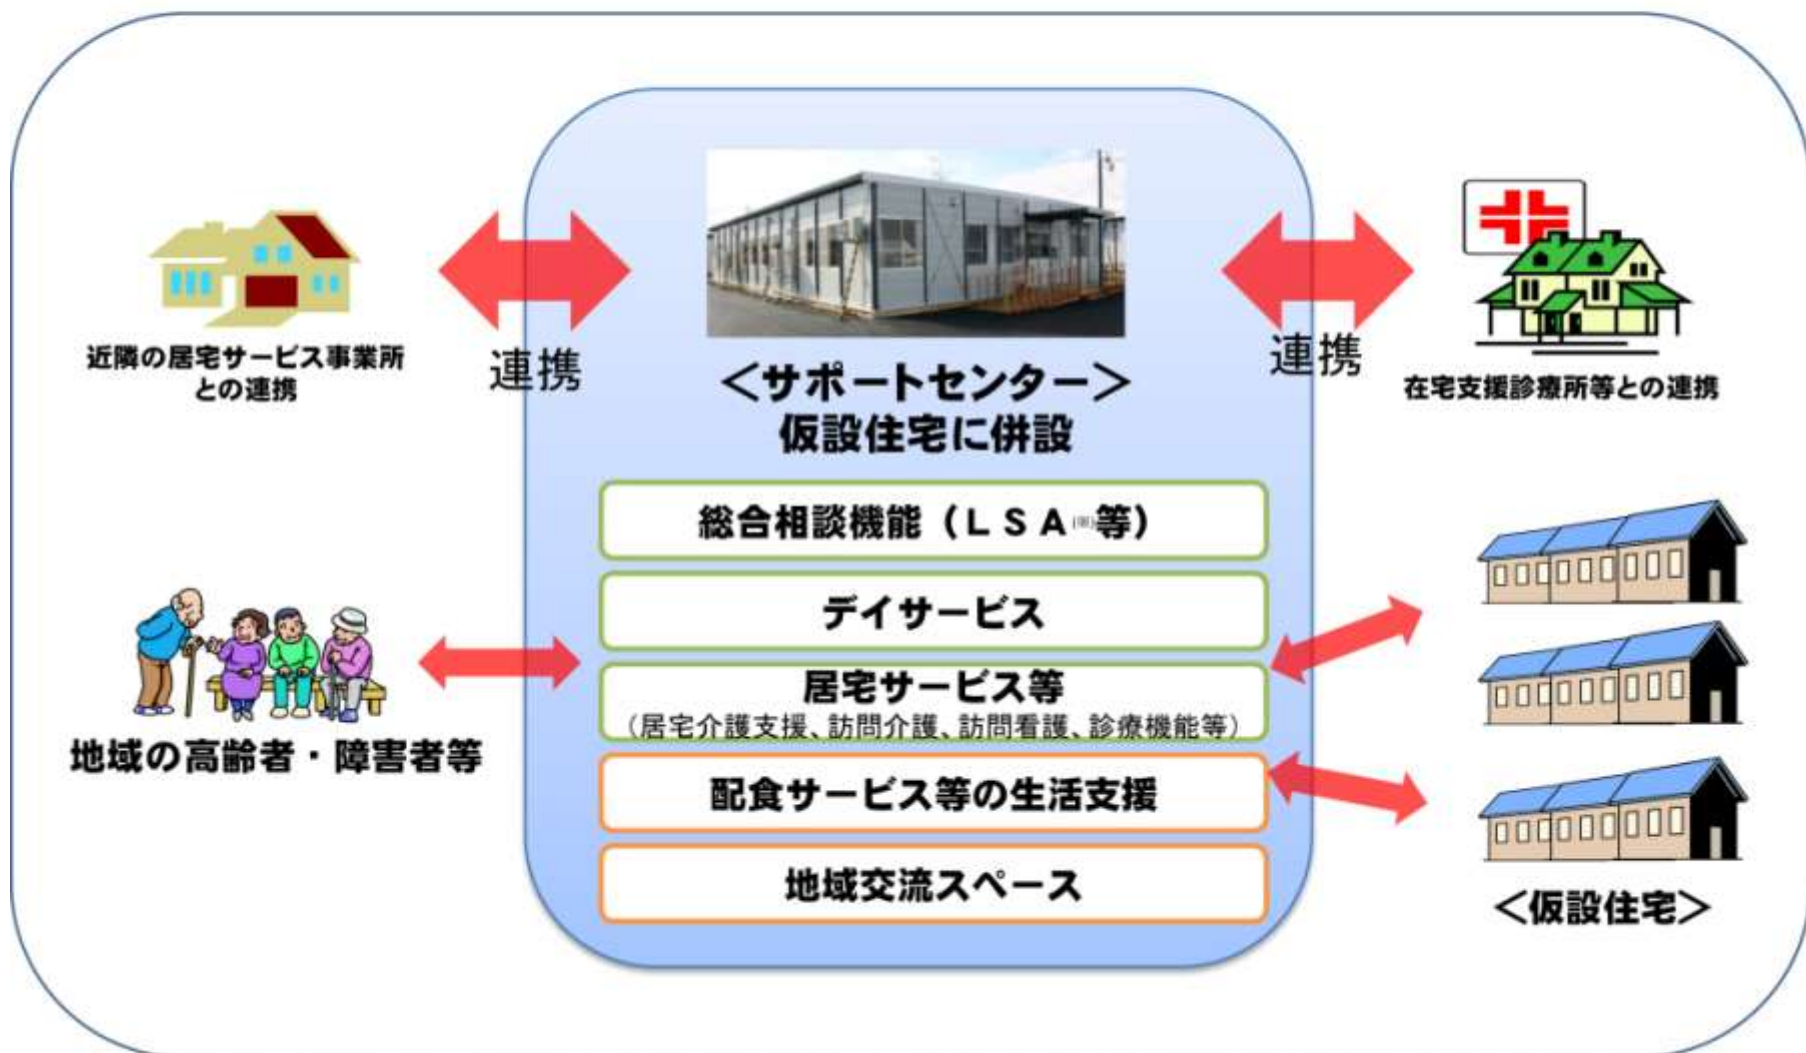 近隣の居宅サービス事業所
との連携
連携
<サポートセンター>
仮設住宅に併設
連携
在宅支援診療所等との連携
総合相談機能（ＬＳＡ(※)等）
デイサービス
居宅サービス等
（居宅介護支援、訪問介護、訪問看護、診療機能等）
配食サービス等の生活支援
地域交流スペース
地域の高齢者・障害者等
<仮設住宅>